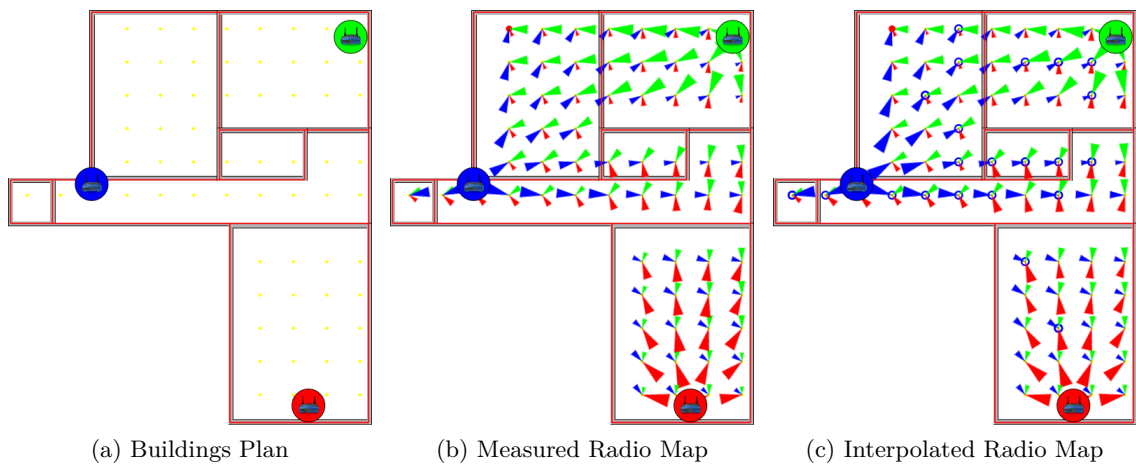 (a) Buildings Plan
(b) Measured Radio Map
(c) Interpolated Radio Map